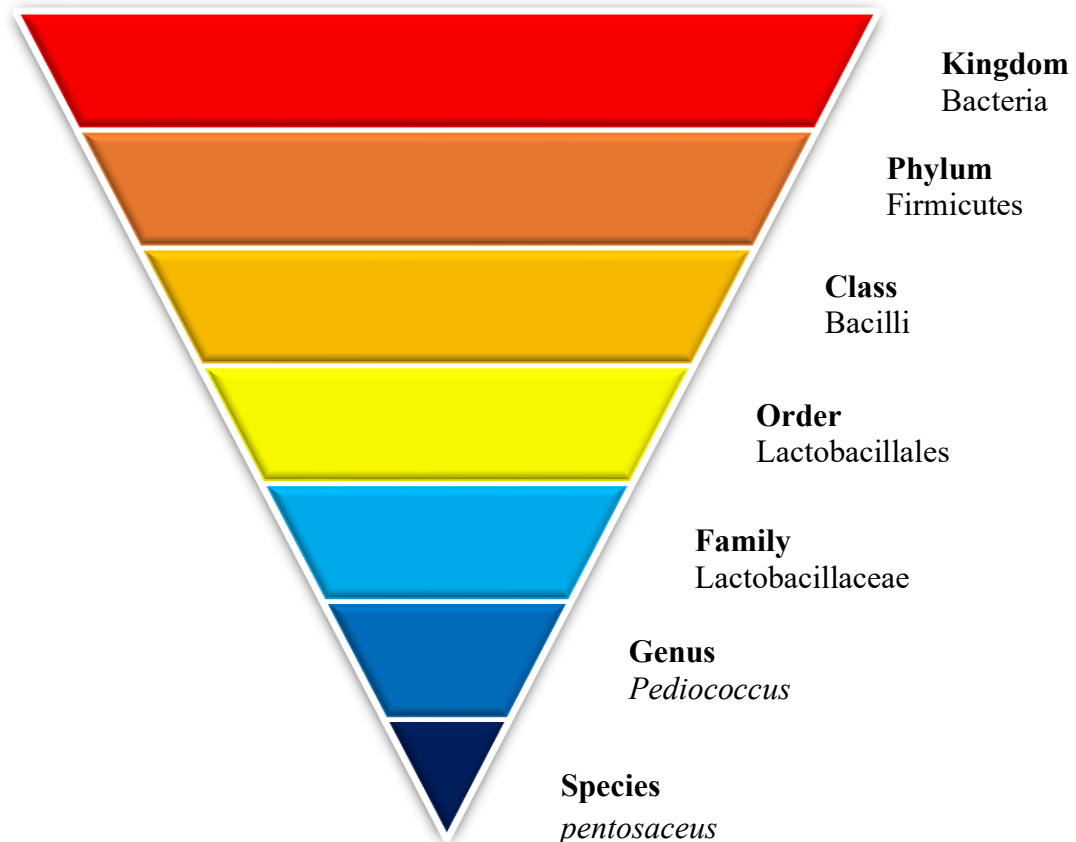 Kingdom
Bacteria
Phylum
Firmicutes
Class
Bacilli
Order
Lactobacillales
Family
Lactobacillaceae
Genus
Pediococcus
Species
pentosaceus